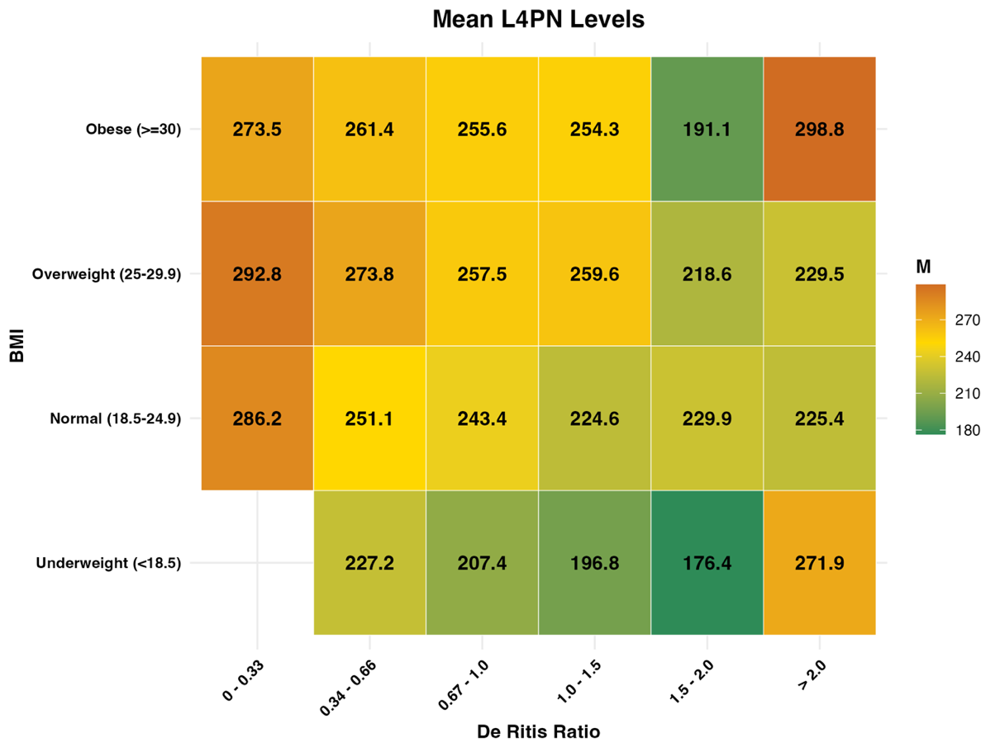 Mean L4PN Levels
Obese (>=30)
273.5
261.4
255.6
254.3
191.1
298.8
Overweight (25-29.9)
292.8
273.8
257.5
259.6
218.6
229.5
Normal (18.5-24.9)
286.2
251.1
243.4
224.6
229.9
225.4
Underweight (<18.5)
227.2
207.4
196.8
176.4
271.9
BMI
0 - 0.33
0.34 - 0.66
0.67 - 1.0
1.0 - 1.5
1.5 - 2.0
> 2.0
De Ritis Ratio
M
270
240
210
180